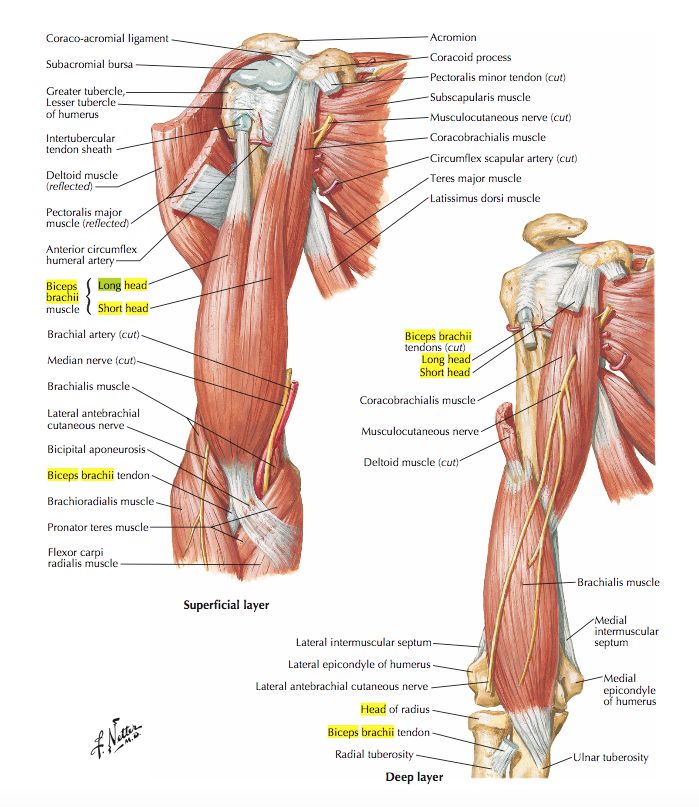 Coraco-acromial ligament
Subacromial bursa
Greater tubercle,
Lesser tubercle
of humerus
Intertubercular
tendon sheath
Deltoid muscle
(reflected)
Pectoralis major
muscle (reflected)
Anterior circumflex
humeral artery
Biceps
brachii
muscle
Long head
Short head
Brachial artery (cut)
Median nerve (cut)
Brachialis muscle
Lateral antebrachial
cutaneous nerve
Bicipital aponeurosis
Biceps brachii tendon
Brachioradialis muscle
Pronator teres muscle
Flexor carpi
radialis muscle
Acromion
Coracoid process
Pectoralis minor tendon (cut)
Subscapularis muscle
Musculocutaneous nerve (cut)
Coracobrachialis muscle
Circumflex scapular artery (cut)
Teres major muscle
Latissimus dorsi muscle
Superficial layer
Biceps brachii
tendons (cut)
Long head
Short head
Coracobrachialis muscle
Musculocutaneous nerve
Deltoid muscle (cut)
Brachialis muscle
Medial
intermuscular
septum
Lateral intermuscular septum
Lateral epicondyle of humerus
Lateral antebrachial cutaneous nerve
Medial
epicondyle
of humerus
Head of radius
Biceps brachii tendon
Radial tuberosity
Ulnar tuberosity
Deep layer
F. Netter
M.D.